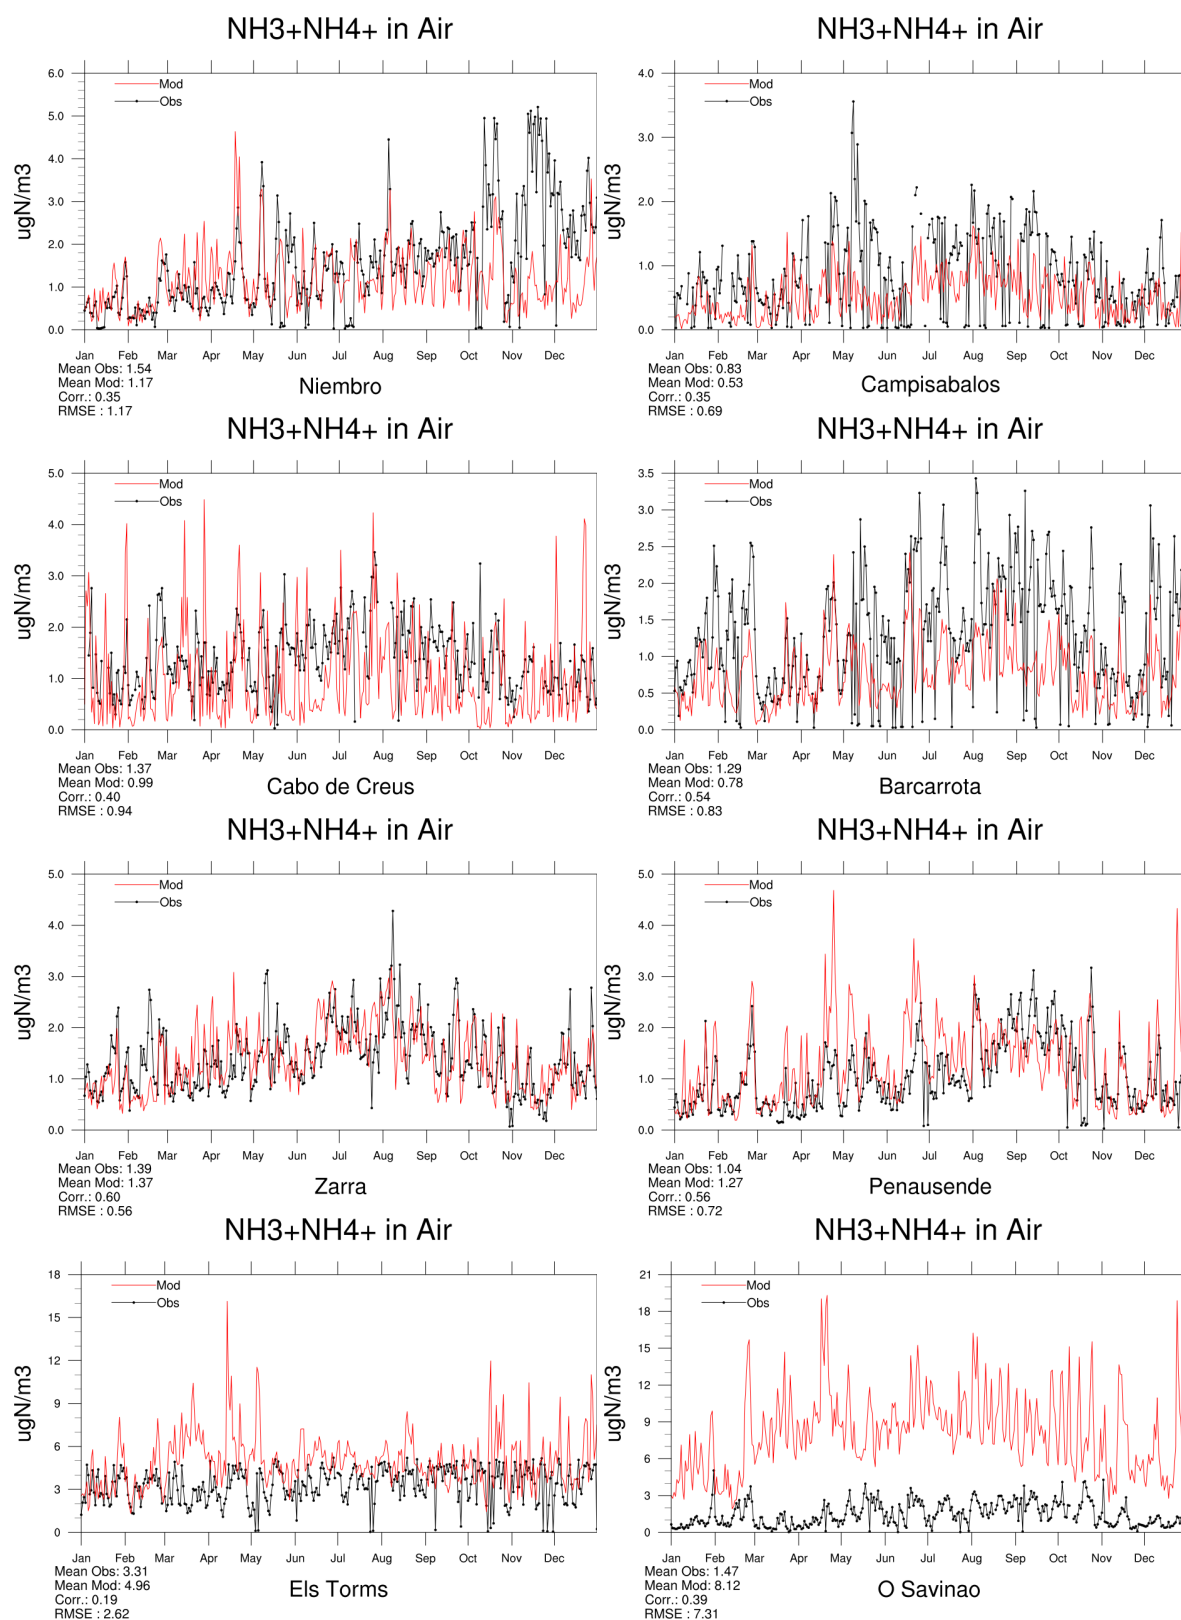 NH3+NH4+ in Air
6.0
5.0
4.0
3.0
2.0
1.0
0.0
ugN/m3
Mod
Obs
Jan Feb Mar Apr May Jun Jul Aug Sep Oct Nov Dec
Mean Obs: 1.54
Mean Mod: 1.17
Corr.: 0.35
RMSE : 1.17
Niembro
NH3+NH4+ in Air
4.0
3.0
2.0
1.0
0.0
ugN/m3
Mod
Obs
Jan Feb Mar Apr May Jun Jul Aug Sep Oct Nov Dec
Mean Obs: 0.83
Mean Mod: 0.53
Corr.: 0.35
RMSE : 0.69
Campisabalos
NH3+NH4+ in Air
5.0
4.0
3.0
2.0
1.0
0.0
ugN/m3
Mod
Obs
Jan Feb Mar Apr May Jun Jul Aug Sep Oct Nov Dec
Mean Obs: 1.37
Mean Mod: 0.99
Corr.: 0.40
RMSE : 0.94
Cabo de Creus
NH3+NH4+ in Air
3.5
3.0
2.5
2.0
1.5
1.0
0.5
0.0
ugN/m3
Mod
Obs
Jan Feb Mar Apr May Jun Jul Aug Sep Oct Nov Dec
Mean Obs: 1.29
Mean Mod: 0.78
Corr.: 0.54
RMSE : 0.83
Barcarrota
NH3+NH4+ in Air
5.0
4.0
3.0
2.0
1.0
0.0
ugN/m3
Mod
Obs
Jan Feb Mar Apr May Jun Jul Aug Sep Oct Nov Dec
Mean Obs: 1.39
Mean Mod: 1.37
Corr.: 0.60
RMSE : 0.56
Zarra
NH3+NH4+ in Air
5.0
4.0
3.0
2.0
1.0
0.0
ugN/m3
Mod
Obs
Jan Feb Mar Apr May Jun Jul Aug Sep Oct Nov Dec
Mean Obs: 1.04
Mean Mod: 1.27
Corr.: 0.56
RMSE : 0.72
Penausende
NH3+NH4+ in Air
18
15
12
9
6
3
0
ugN/m3
Mod
Obs
Jan Feb Mar Apr May Jun Jul Aug Sep Oct Nov Dec
Mean Obs: 3.31
Mean Mod: 4.96
Corr.: 0.19
RMSE : 2.62
Els Torms
NH3+NH4+ in Air
21
18
15
12
9
6
3
0
ugN/m3
Mod
Obs
Jan Feb Mar Apr May Jun Jul Aug Sep Oct Nov Dec
Mean Obs: 1.47
Mean Mod: 8.12
Corr.: 0.39
RMSE : 7.31
O Savinao